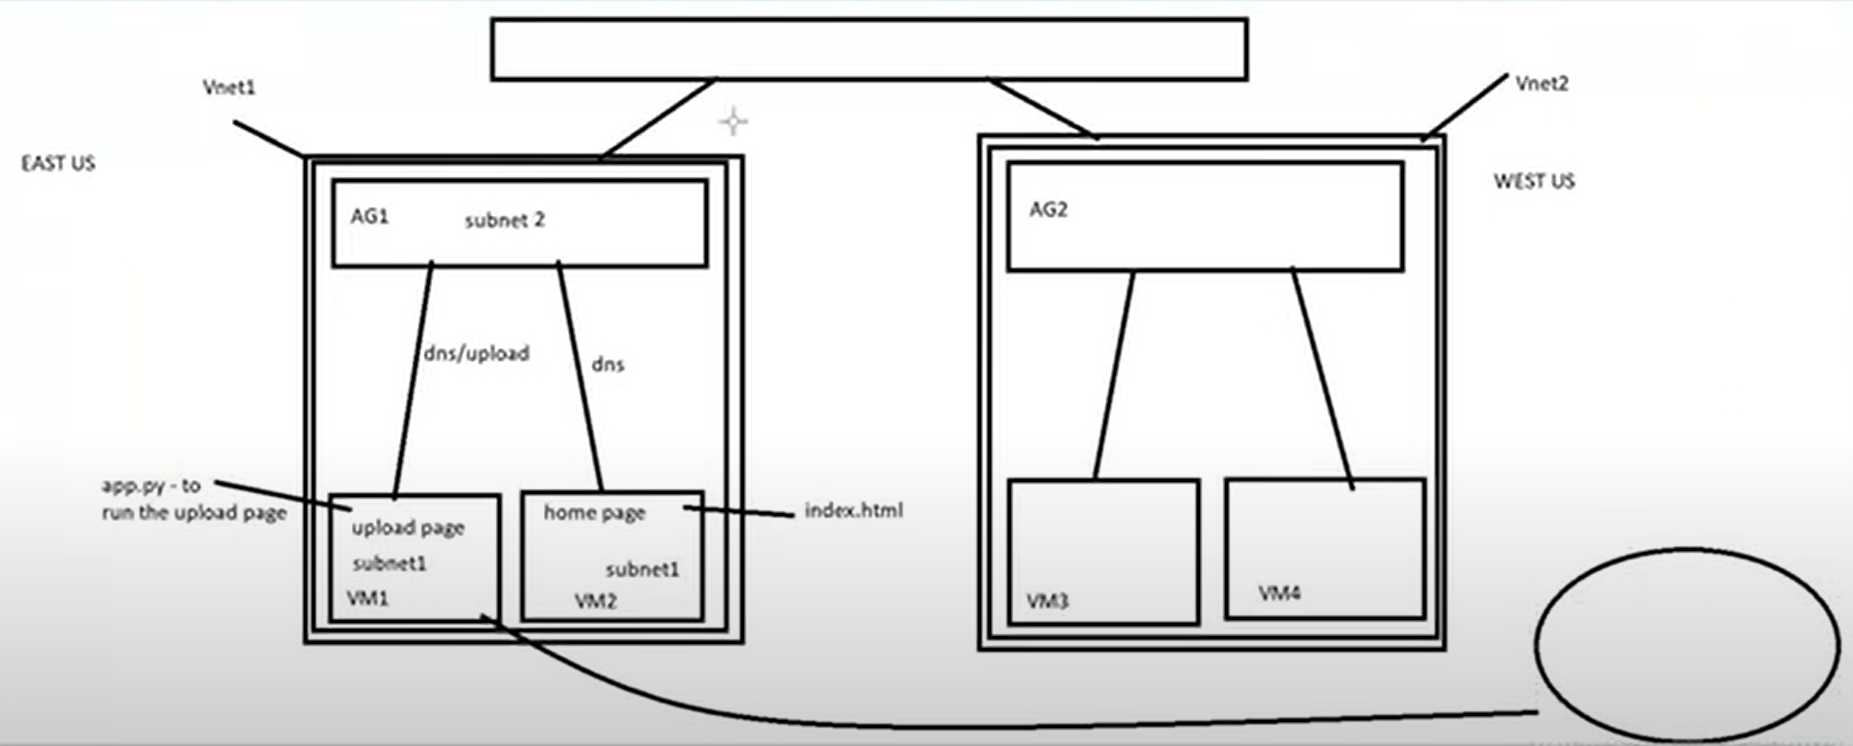 Vnet1
Vnet2
EAST US
WEST US
AG1 subnet 2
AG2
dns/upload
dns
app.py - to
run the upload page
upload page
subnet1
VM1
home page
subnet1
VM2
index.html
VM3
VM4